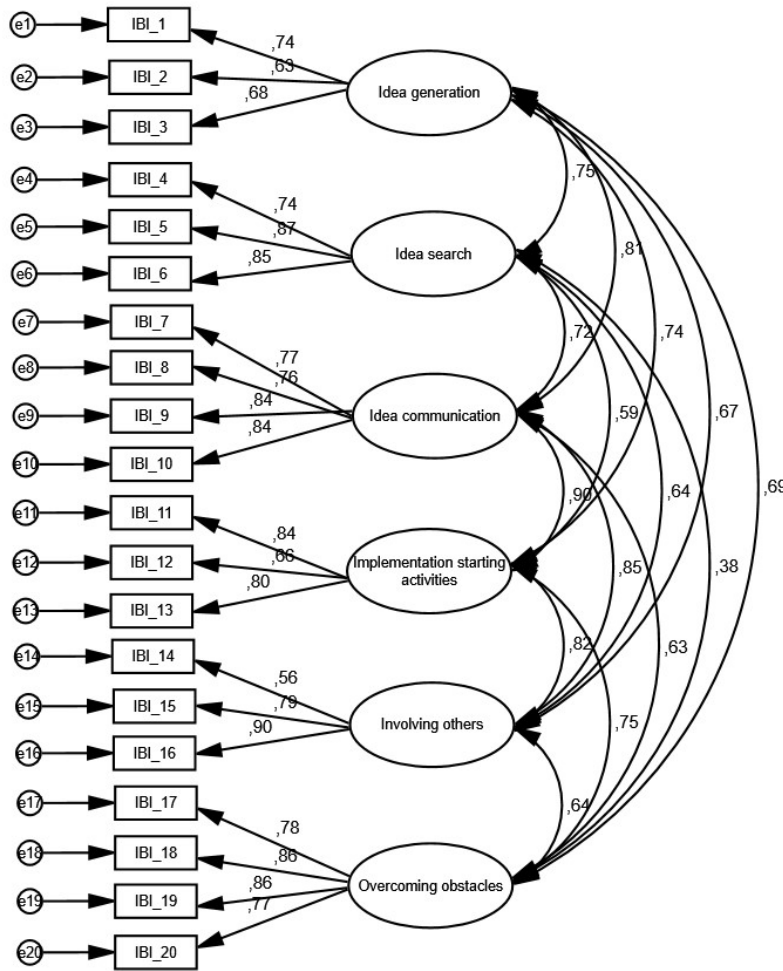 e1 IBI_1
,74
e2 IBI_2
,63
Idea generation
e3 IBI_3
,68
e4 IBI_4
,75
e5 IBI_5
,74
,87
Idea search
,81
e6 IBI_6
,85
e7 IBI_7
,77
,72
,74
e8 IBI_8
,76
e9 IBI_9
,84
Idea communication
,59
,67
e10 IBI_10
,84
,64
,69
e11 IBI_11
,90
e12 IBI_12
,84
,66
Implementation starting
activities
,85
,38
e13 IBI_13
,80
e14 IBI_14
,82
,63
e15 IBI_15
,56
,79
Involving others
,75
e16 IBI_16
,90
e17 IBI_17
,78
,64
e18 IBI_18
,86
e19 IBI_19
,86
Overcoming obstacles
,77
e20 IBI_20